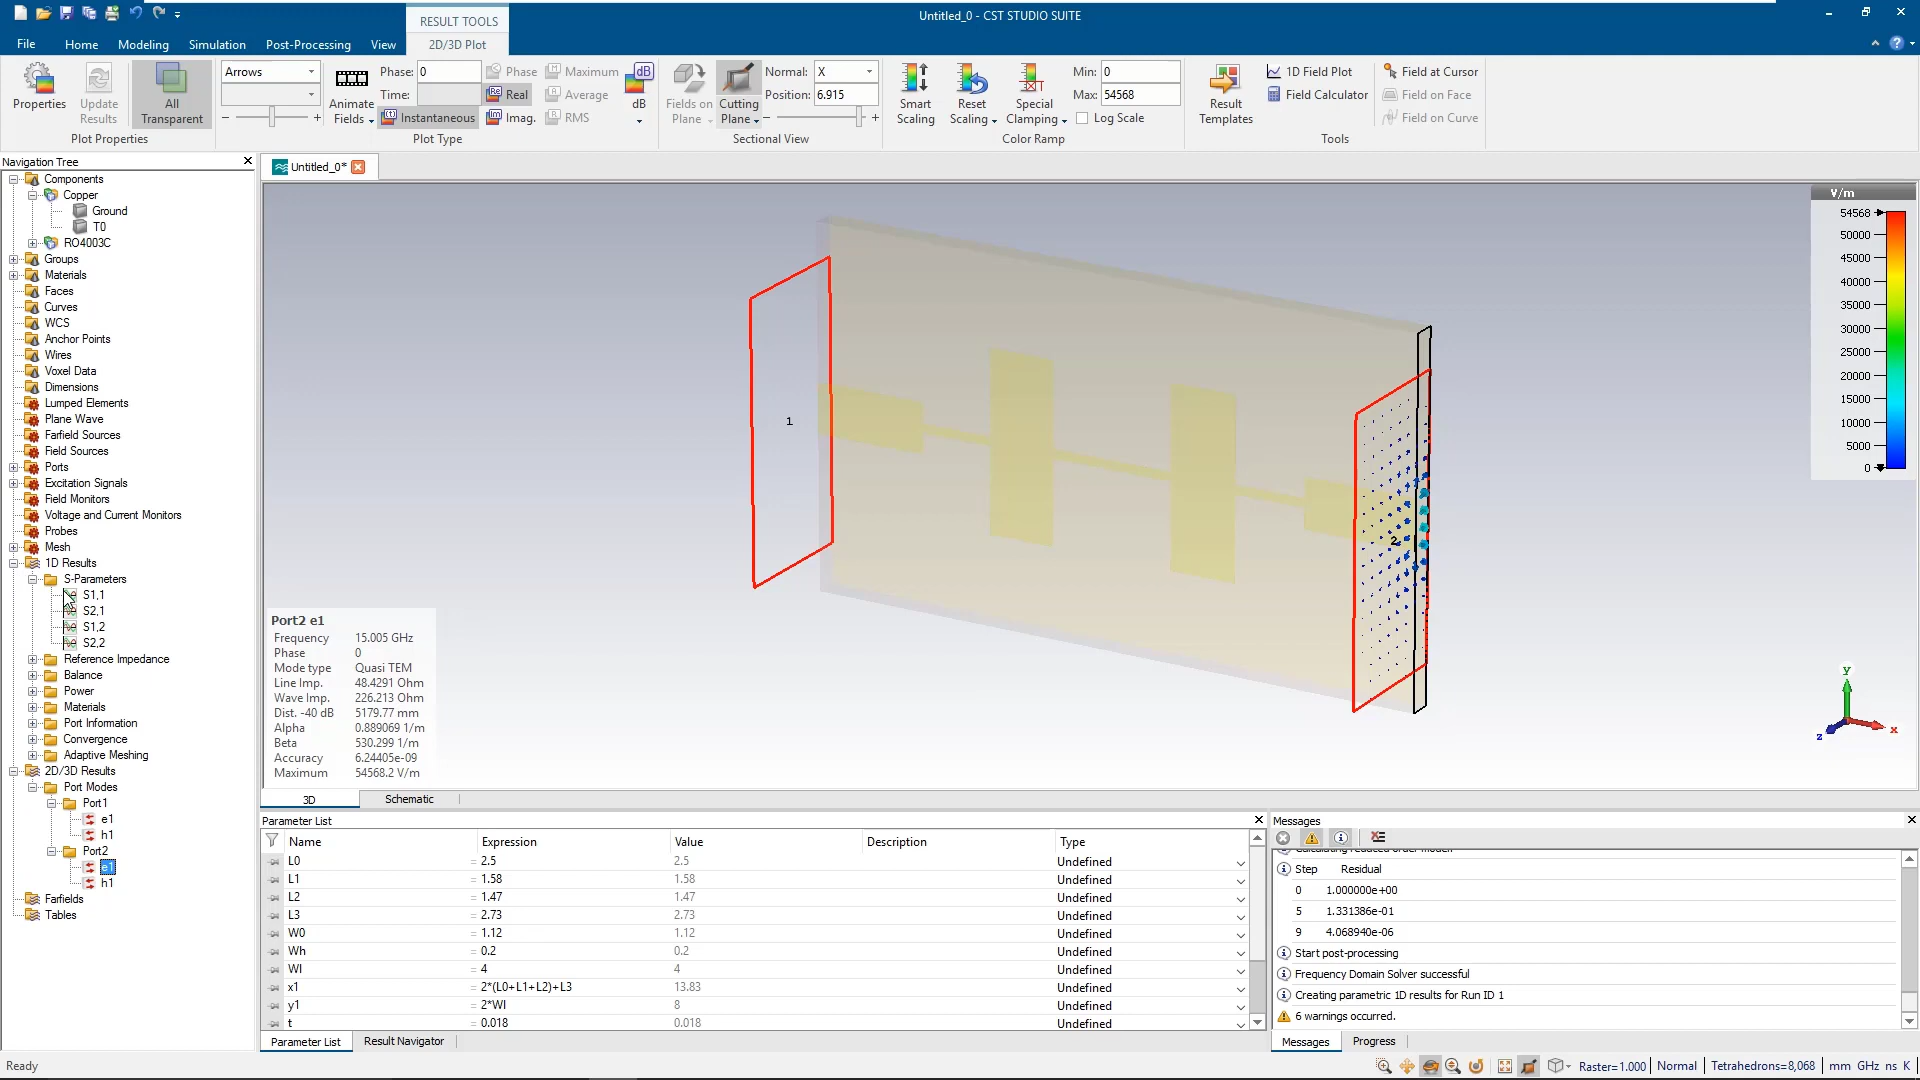 Untitled_0 - CST STUDIO SUITE
RESULT TOOLS
File
Home
Modeling
Simulation
Post-Processing
View
2D/3D Plot
Properties
Update Results
All Transparent
Plot Properties
Arrows
Animate Fields
Phase: 0
Time:
Instantaneous
Phase
Real
Imag.
Maximum
Average
RMS
dB
dB
Plot Type
Fields on Plane
Cutting Plane
Normal: X
Position: 6.915
Sectional View
Smart Scaling
Reset Scaling
Special Clamping
Min: 0
Max: 54568
Log Scale
Color Ramp
Result Templates
1D Field Plot
Field Calculator
Field at Cursor
Field on Face
Field on Curve
Tools
Navigation Tree
Components
Copper
Ground
T0
RO4003C
Groups
Materials
Faces
Curves
WCS
Anchor Points
Wires
Voxel Data
Dimensions
Lumped Elements
Plane Wave
Farfield Sources
Field Sources
Ports
Excitation Signals
Field Monitors
Voltage and Current Monitors
Probes
Mesh
1D Results
S-Parameters
S1,1
S2,1
S1,2
S2,2
Reference Impedance
Balance
Power
Materials
Port Information
Convergence
Adaptive Meshing
2D/3D Results
Port Modes
Port1
e1
h1
Port2
e1
h1
Farfields
Tables
Untitled_0*
1
2
V/m
54568
50000
45000
40000
35000
30000
25000
20000
15000
10000
5000
0
y
x
z
Port2 e1
Frequency 15.005 GHz
Phase 0
Mode type Quasi TEM
Line Imp. 48.4291 Ohm
Wave Imp. 226.213 Ohm
Dist. -40 dB 5179.77 mm
Alpha 0.889069 1/m
Beta 530.299 1/m
Accuracy 6.24405e-09
Maximum 54568.2 V/m
3D
Schematic
Parameter List
Name Expression Value Description Type
L0 = 2.5 2.5 Undefined
L1 = 1.58 1.58 Undefined
L2 = 1.47 1.47 Undefined
L3 = 2.73 2.73 Undefined
W0 = 1.12 1.12 Undefined
Wh = 0.2 0.2 Undefined
Wl = 4 4 Undefined
x1 = 2*(L0+L1+L2)+L3 13.83 Undefined
y1 = 2*Wl 8 Undefined
t = 0.018 0.018 Undefined
Parameter List
Result Navigator
Messages
Calculating reduced order model.
Step Residual
0 1.000000e+00
5 1.331386e-01
9 4.068940e-06
Start post-processing
Frequency Domain Solver successful
Creating parametric 1D results for Run ID 1
6 warnings occurred.
Messages
Progress
Ready
Raster=1.000
Normal
Tetrahedrons=8,068
mm GHz ns K